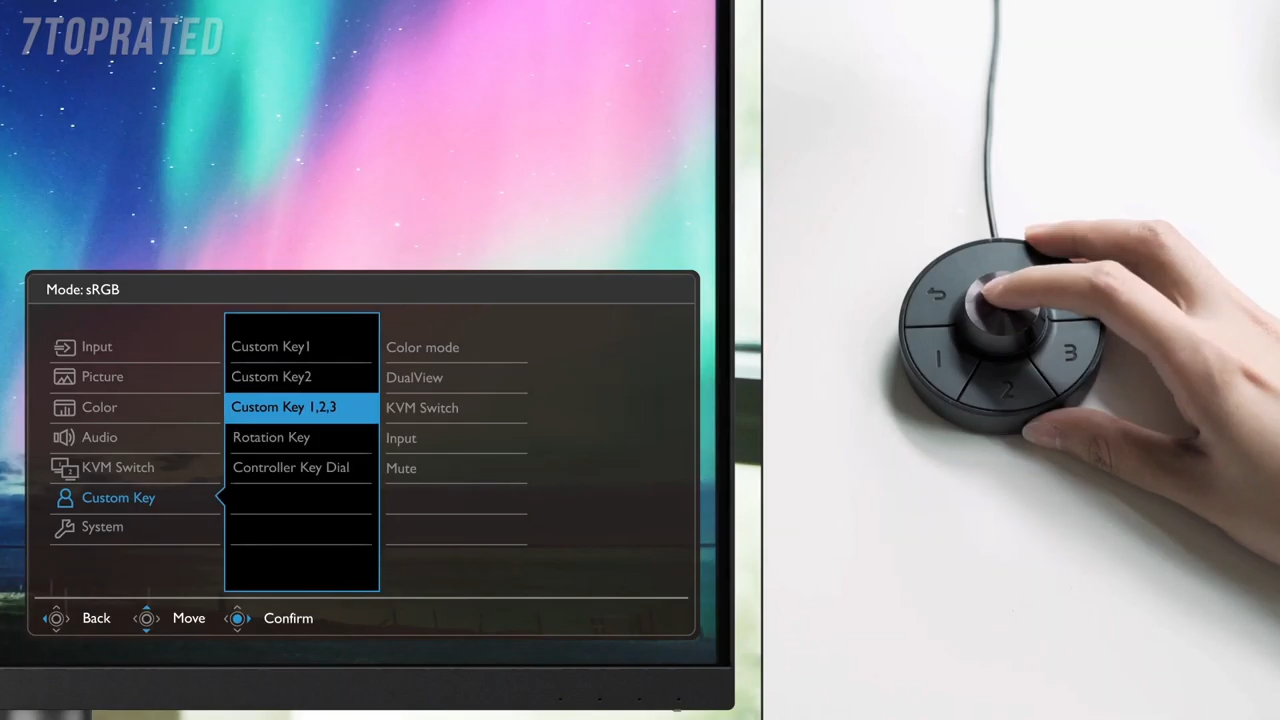 7TOPRATED
Mode: sRGB
Input
Picture
Color
Audio
KVM Switch
Custom Key
System
Custom Key1
Custom Key2
Custom Key 1,2,3
Rotation Key
Controller Key Dial
Color mode
DualView
KVM Switch
Input
Mute
Back
Move
Confirm
1
2
3